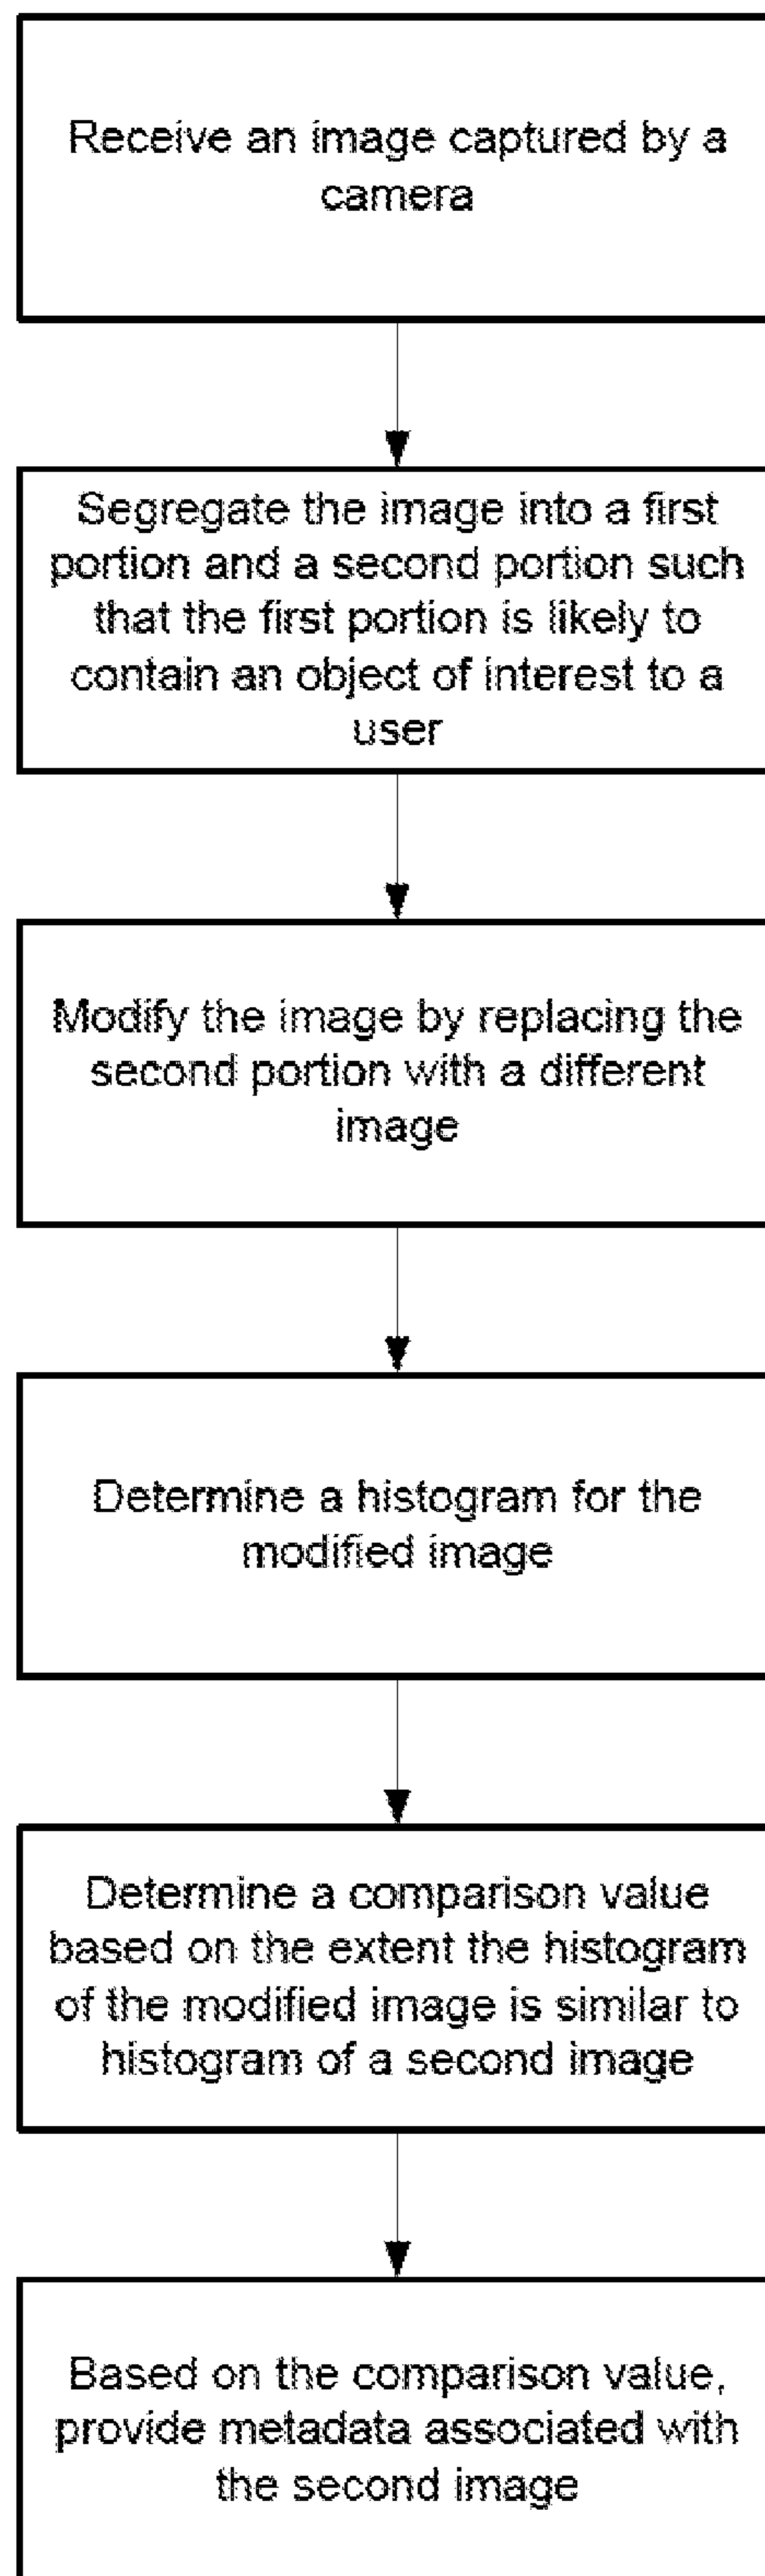 Receive an image captured by a
camera
Segregate the image into a first
portion and a second portion such
that the first portion is likely to
contain an object of interest to a
user
Modify the image by replacing the
second portion with a different
image
Determine a histogram for the
modified image
Determine a comparison value
based on the extent the histogram
of the modified image is similar to
histogram of a second image
Based on the comparison value,
provide metadata associated with
the second image